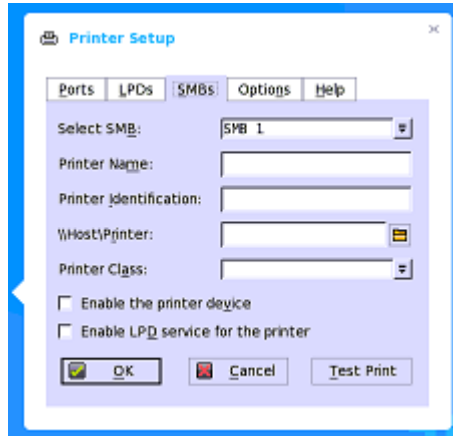 Printer Setup
Ports LPDs SMBs Options Help
Select SMB: SMB 1
Printer Name:
Printer Identification:
\\Host\Printer:
Printer Class:
Enable the printer device
Enable LPD service for the printer
OK Cancel Test Print